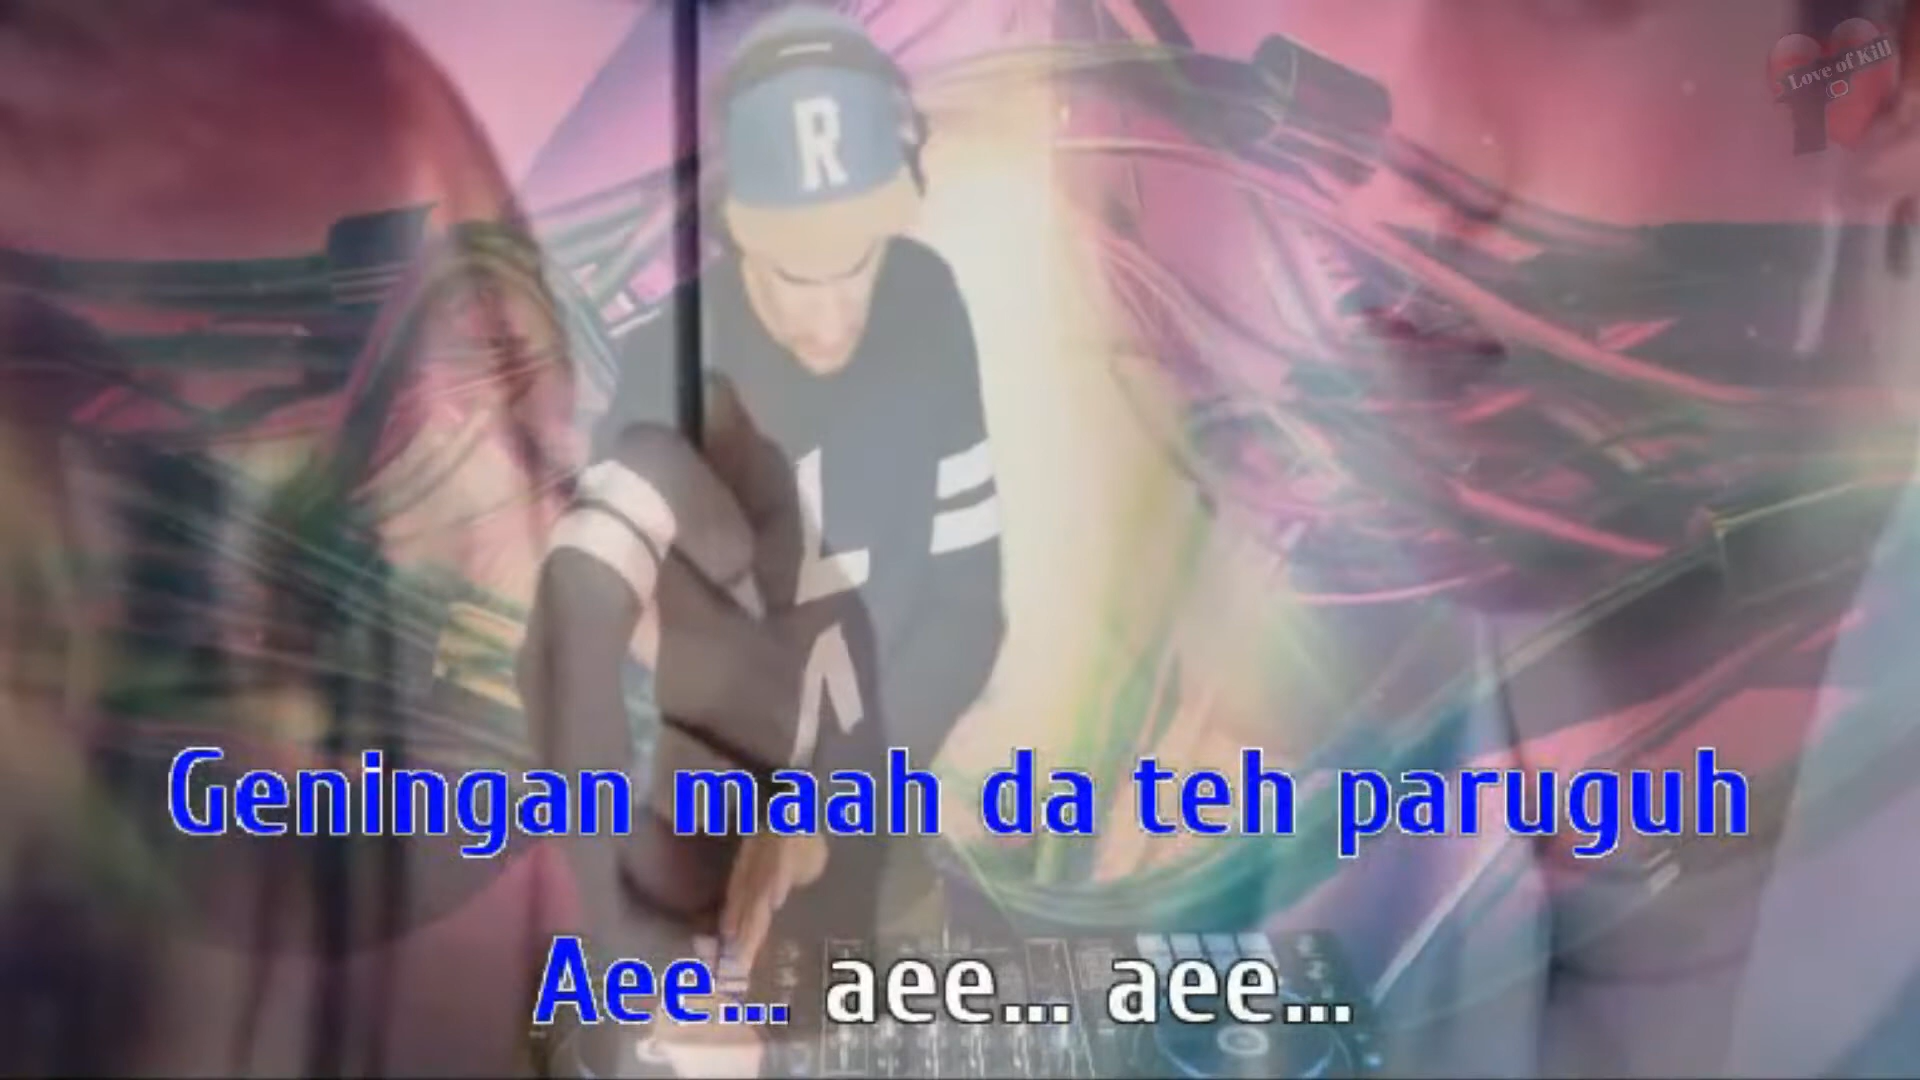 Love of Kill
R
Geningan maah da teh paruguh
Aee... aee... aee...